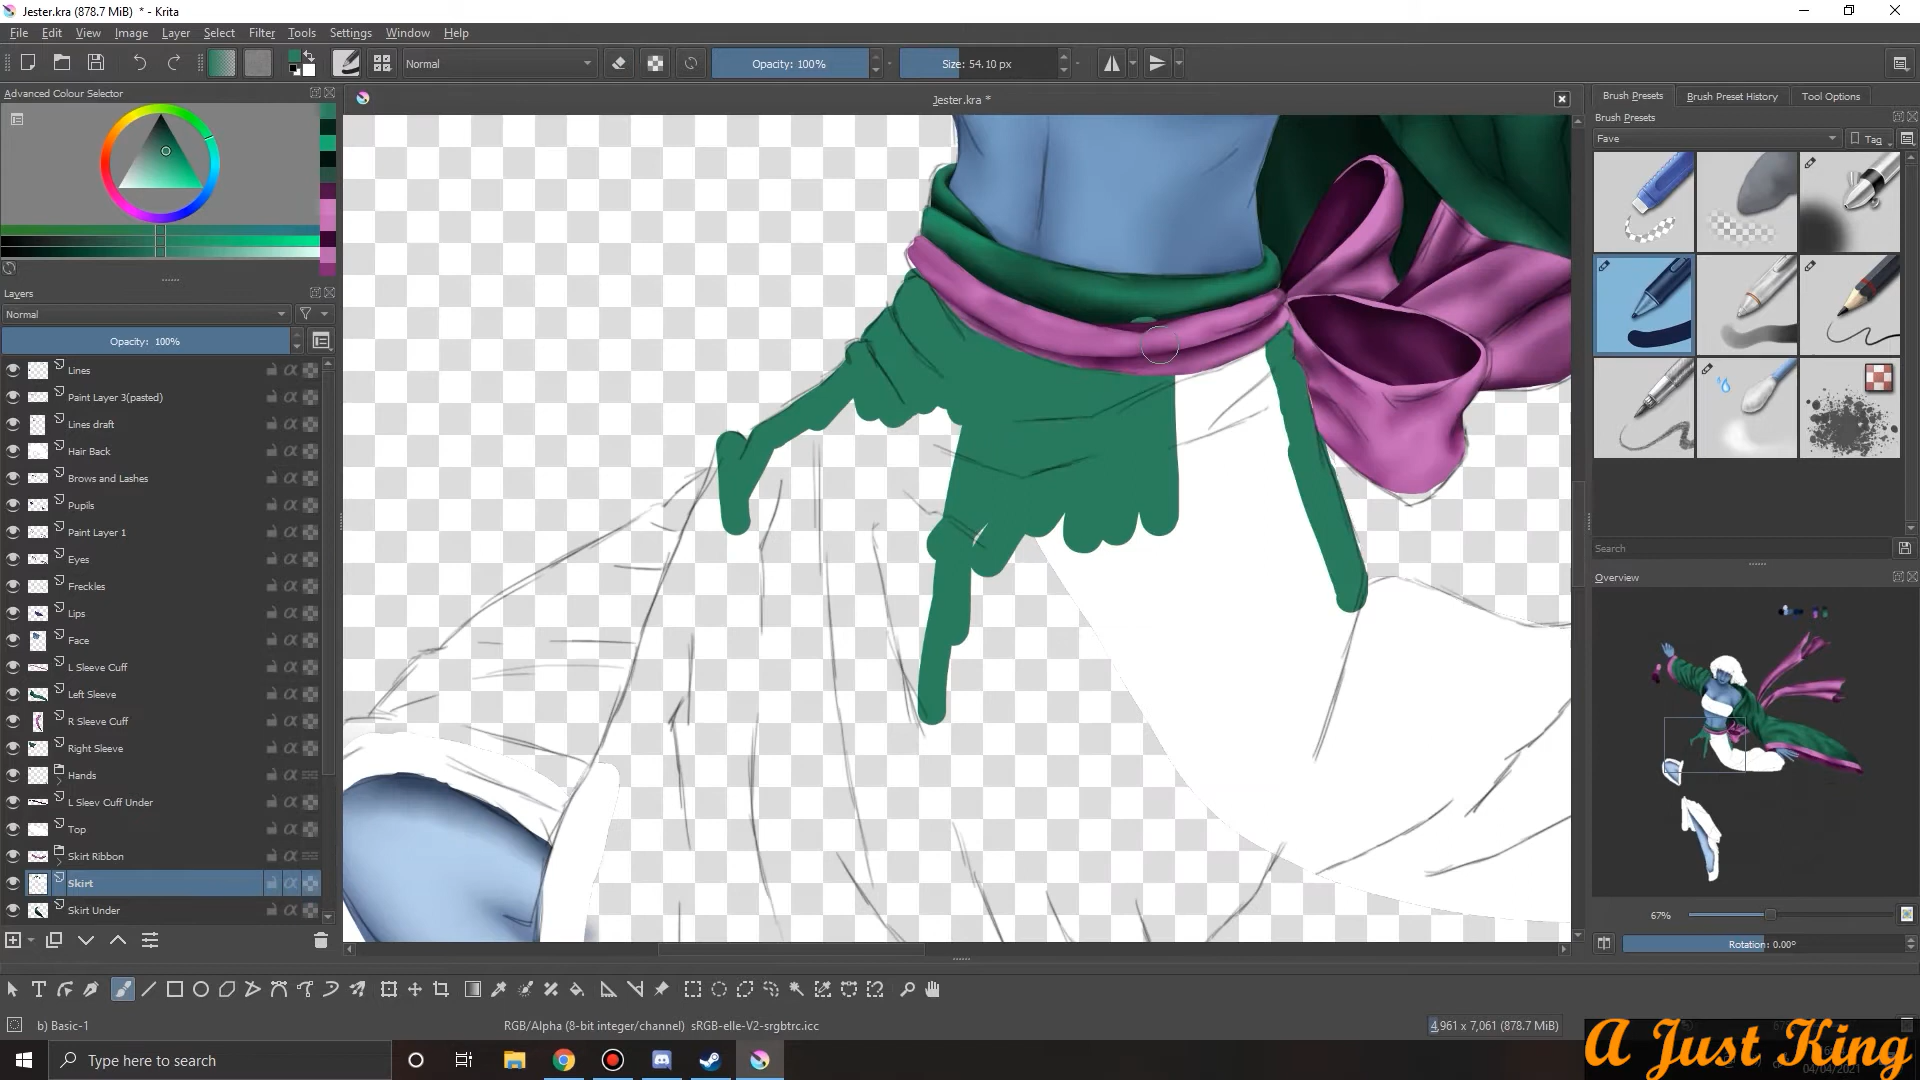 Jester.kra (878.7 MiB) * - Krita
File Edit View Image Layer Select Filter Tools Settings Window Help
Normal
Opacity: 100%
Size: 54.10 px
Advanced Colour Selector
Jester.kra *
Brush Presets
Brush Preset History
Tool Options
Brush Presets
Fave
Tag
Layers
Normal
Opacity: 100%
Lines
Paint Layer 3(pasted)
Lines draft
Hair Back
Brows and Lashes
Pupils
Paint Layer 1
Eyes
Freckles
Lips
Face
L Sleeve Cuff
Left Sleeve
R Sleeve Cuff
Right Sleeve
Hands
L Sleev Cuff Under
Top
Skirt Ribbon
Skirt
Skirt Under
Search
Overview
67%
Rotation: 0.00°
b) Basic-1
RGB/Alpha (8-bit integer/channel) sRGB-elle-V2-srgbtrc.icc
4,961 x 7,061 (878.7 MiB)
Type here to search
A Just King
04/04/2021